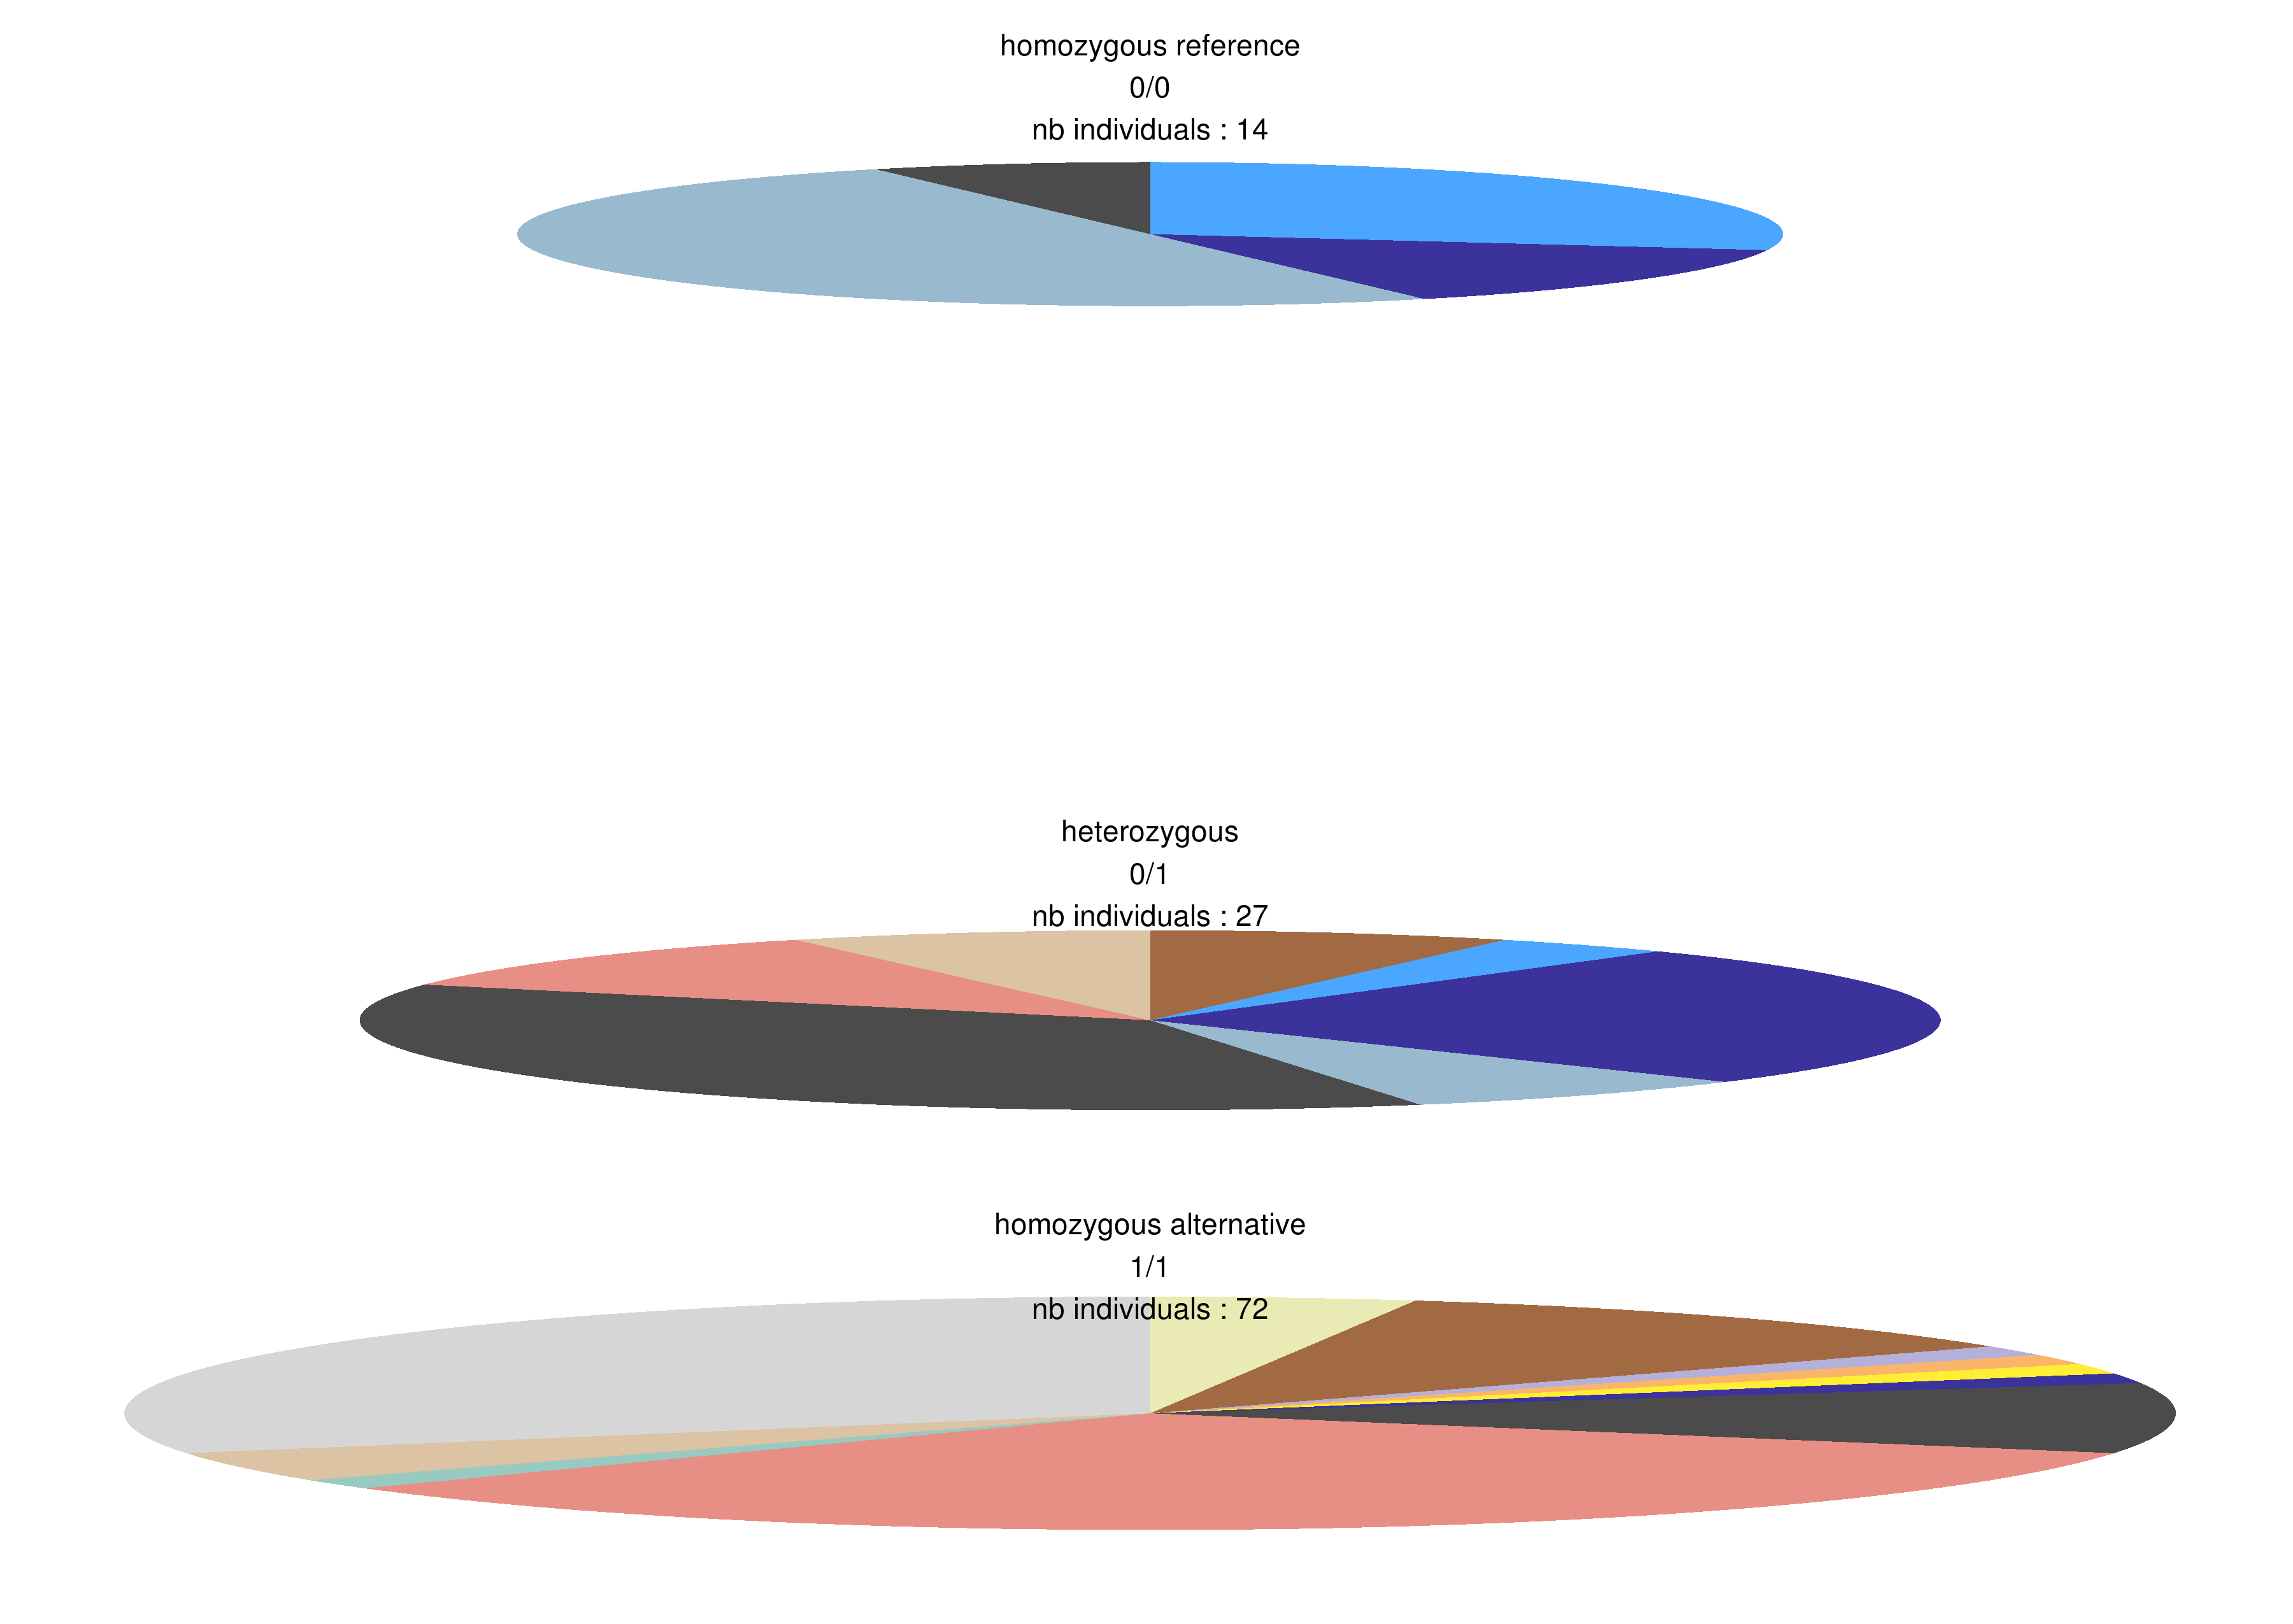 homozygous reference
0/0
nb individuals : 14
heterozygous
0/1
nb individuals : 27
homozygous alternative
1/1
nb individuals : 72